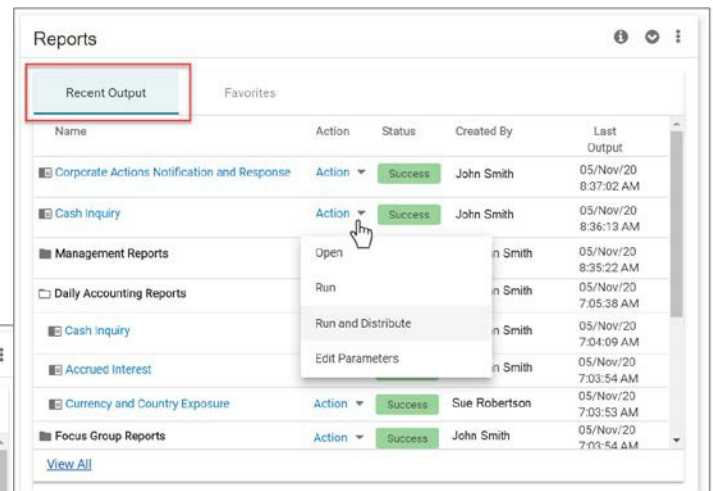 Reports
Recent Output Favorites
Name Action Status Created By Last
Output
Corporate Actions Notification and Response Action Success John Smith 05/Nov/20
8:37:02 AM
Cash Inquiry Action Success John Smith 05/Nov/20
8:36:13 AM
Management Reports Open n Smith 05/Nov/20
8:35:22 AM
Daily Accounting Reports Run n Smith 05/Nov/20
7:05:38 AM
Cash Inquiry Run and Distribute n Smith 05/Nov/20
7:04:09 AM
Accrued Interest Edit Parameters n Smith 05/Nov/20
7:03:54 AM
Currency and Country Exposure Action Success Sue Robertson 05/Nov/20
7:03:53 AM
Focus Group Reports Action Success John Smith 05/Nov/20
7:03:54 AM
View All